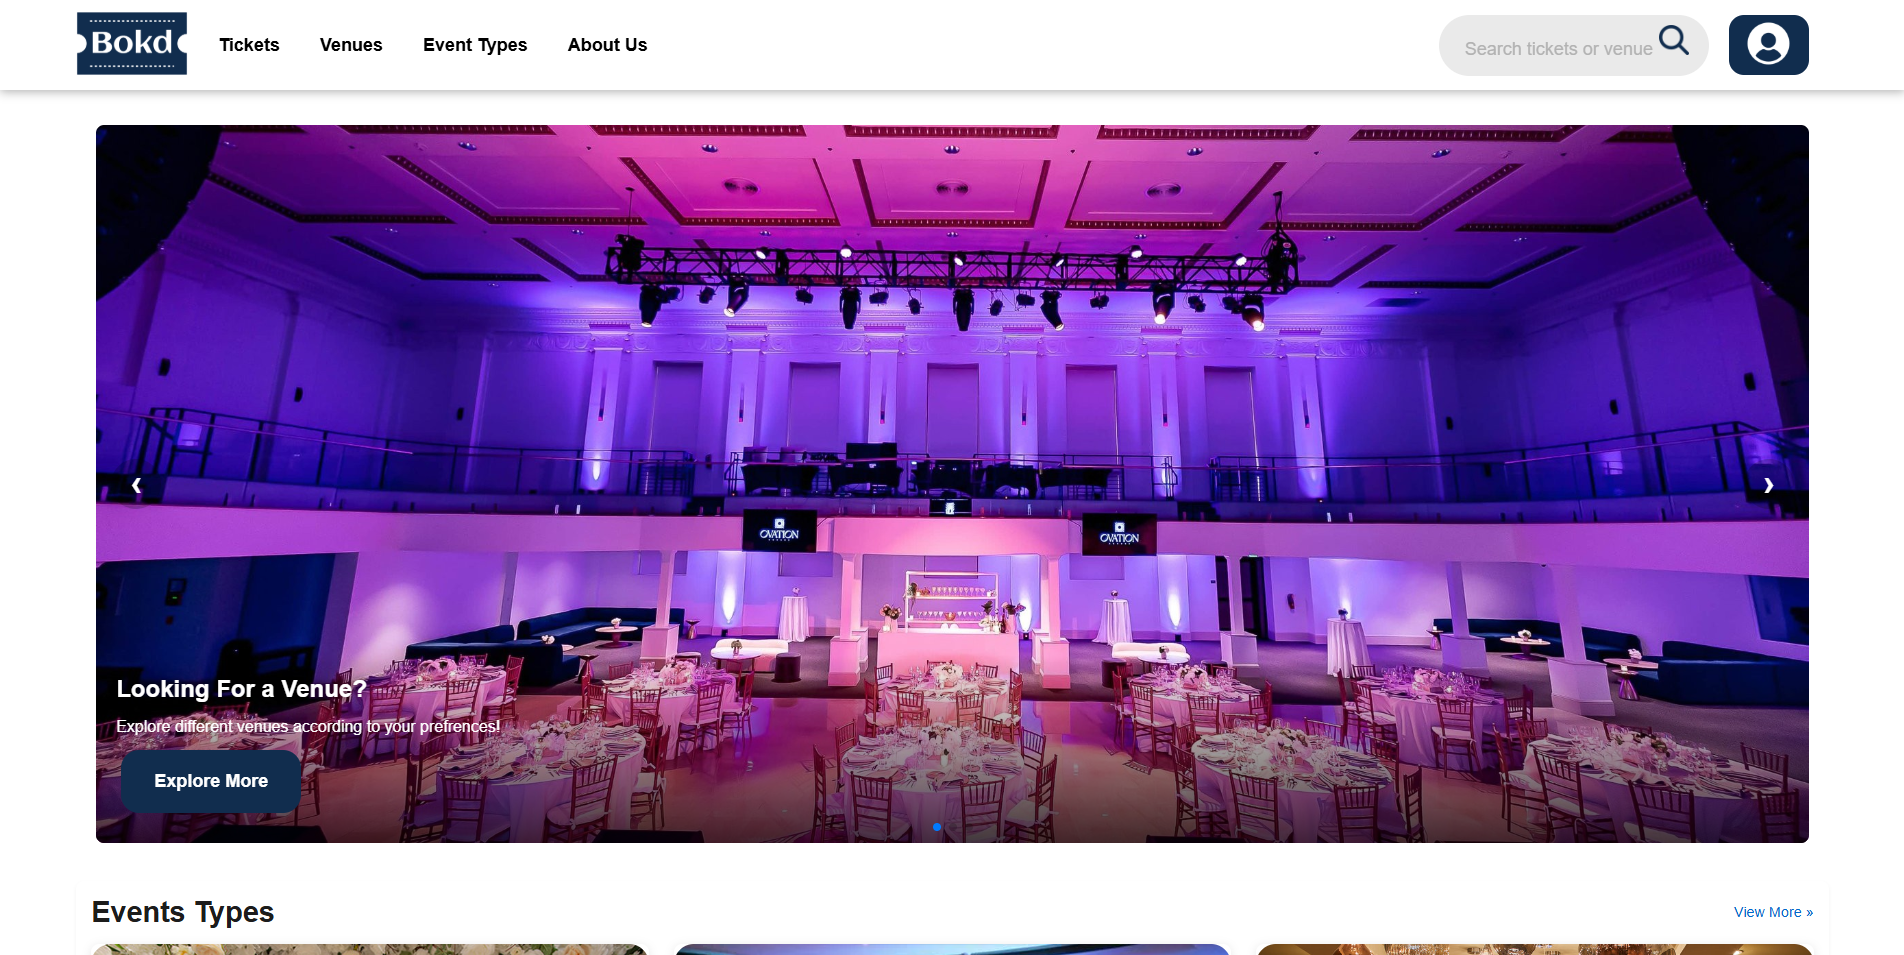 Bokd
Tickets
Venues
Event Types
About Us
Search tickets or venue
❮
❯
OVATION
OVATION
Looking For a Venue?
Explore different venues according to your prefrences!
Explore More
Events Types
View More »